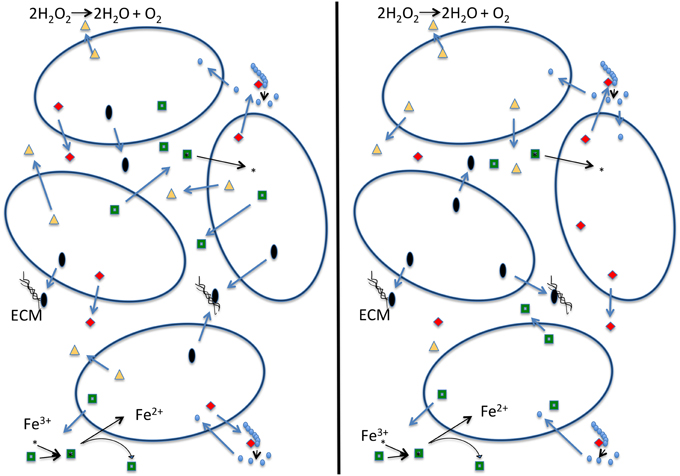 2H₂O₂→2H₂O + O₂
2H₂O₂→2H₂O + O₂
*
*
ECM
ECM
Fe³⁺
Fe²⁺
*
Fe³⁺
Fe²⁺
*